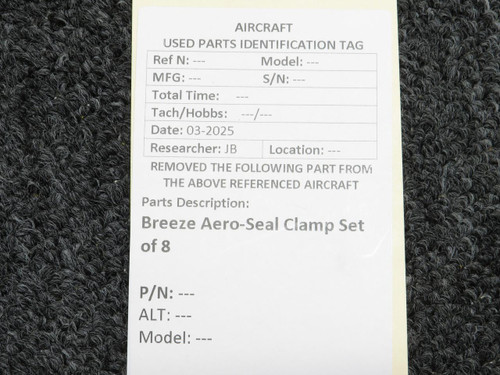 AIRCRAFT
USED PARTS IDENTIFICATION TAG
Ref N: --- Model: ---
MFG: --- S/N: ---
Total Time: ---
Tach/Hobbs: ---/---
Date: 03-2025
Researcher: JB Location: ---
REMOVED THE FOLLOWING PART FROM
THE ABOVE REFERENCED AIRCRAFT
Parts Description:
Breeze Aero-Seal Clamp Set
of 8
P/N: ---
ALT: ---
Model: ---